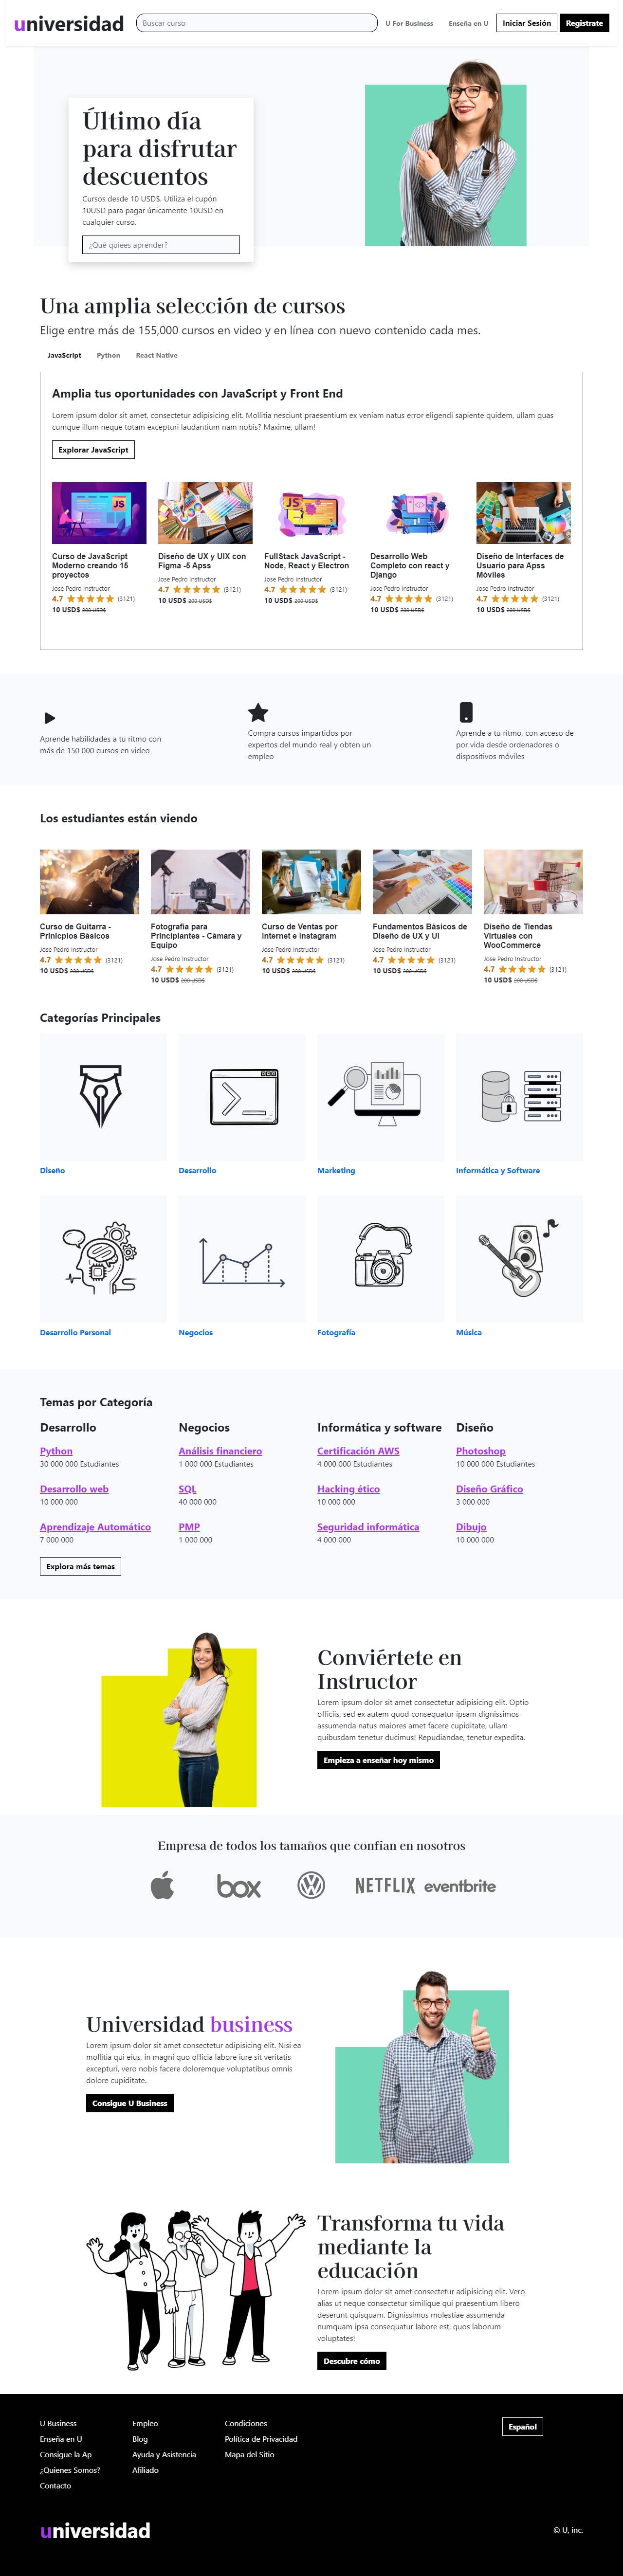 universidad
Buscar curso
U For Business
Enseña en U
Iniciar Sesión
Registrate
Último día
para disfrutar
descuentos
Cursos desde 10 USD$. Utiliza el cupón
10USD para pagar únicamente 10USD en
cualquier curso.
¿Qué quiees aprender?
Una amplia selección de cursos
Elige entre más de 155,000 cursos en video y en línea con nuevo contenido cada mes.
JavaScript
Python
React Native
Amplia tus oportunidades con JavaScript y Front End
Lorem ipsum dolor sit amet, consectetur adipisicing elit. Mollitia nesciunt praesentium ex veniam natus error eligendi sapiente quidem, ullam quas
cumque illum neque totam excepturi laudantium nam nobis? Maxime, ullam!
Explorar JavaScript
JS
Curso de JavaScript
Moderno creando 15
proyectos
Jose Pedro Instructor
4.7 (3121)
10 USD$ 200 USD$
Diseño de UX y UIX con
Figma -5 Apss
Jose Pedro Instructor
4.7 (3121)
10 USD$ 200 USD$
JS
FullStack JavaScript -
Node, React y Electron
Jose Pedro Instructor
4.7 (3121)
10 USD$ 200 USD$
Desarrollo Web
Completo con react y
Django
Jose Pedro Instructor
4.7 (3121)
10 USD$ 200 USD$
Diseño de Interfaces de
Usuario para Apss
Móviles
Jose Pedro Instructor
4.7 (3121)
10 USD$ 200 USD$
Aprende habilidades a tu ritmo con
más de 150 000 cursos en video
Compra cursos impartidos por
expertos del mundo real y obten un
empleo
Aprende a tu ritmo, con acceso de
por vida desde ordenadores o
dispositivos móviles
Los estudiantes están viendo
Curso de Guitarra -
Prinicpios Básicos
Jose Pedro Instructor
4.7 (3121)
10 USD$ 200 USD$
Fotografia para
Principiantes - Cámara y
Equipo
Jose Pedro Instructor
4.7 (3121)
10 USD$ 200 USD$
Curso de Ventas por
Internet e Instagram
Jose Pedro Instructor
4.7 (3121)
10 USD$ 200 USD$
Fundamentos Básicos de
Diseño de UX y UI
Jose Pedro Instructor
4.7 (3121)
10 USD$ 200 USD$
Diseño de Tiendas
Virtuales con
WooCommerce
Jose Pedro Instructor
4.7 (3121)
10 USD$ 200 USD$
Categorías Principales
Diseño
Desarrollo
Marketing
Informática y Software
Desarrollo Personal
Negocios
Fotografía
Música
Temas por Categoría
Desarrollo
Python
30 000 000 Estudiantes
Desarrollo web
10 000 000
Aprendizaje Automático
7 000 000
Negocios
Análisis financiero
1 000 000 Estudiantes
SQL
40 000 000
PMP
1 000 000
Informática y software
Certificación AWS
4 000 000 Estudiantes
Hacking ético
10 000 000
Seguridad informática
4 000 000
Diseño
Photoshop
10 000 000 Estudiantes
Diseño Gráfico
3 000 000
Dibujo
10 000 000
Explora más temas
Conviértete en
Instructor
Lorem ipsum dolor sit amet consectetur adipisicing elit. Optio
officiis, sed ex autem quod consequatur ipsam dignissimos
assumenda natus maiores amet facere cupiditate, ullam
quibusdam tenetur ducimus! Repudiandae, tenetur expedita.
Empieza a enseñar hoy mismo
Empresa de todos los tamaños que confían en nosotros
box
NETFLIX
eventbrite
Universidad business
Lorem ipsum dolor sit amet consectetur adipisicing elit. Nisi ea
mollitia qui eius, in magni quo officia labore iure sit veritatis
excepturi, vero nobis facere doloremque voluptatibus omnis
dolore cupiditate.
Consigue U Business
Transforma tu vida
mediante la
educación
Lorem ipsum dolor sit amet consectetur adipisicing elit. Vero
alias ut neque consectetur similique qui praesentium libero
deserunt quisquam. Dignissimos molestiae assumenda
numquam ipsa consequatur labore est, quos laborum
voluptates!
Descubre cómo
U Business
Enseña en U
Consigue la Ap
¿Quienes Somos?
Contacto
Empleo
Blog
Ayuda y Asistencia
Afiliado
Condiciones
Política de Privacidad
Mapa del Sitio
Español
universidad
© U, inc.